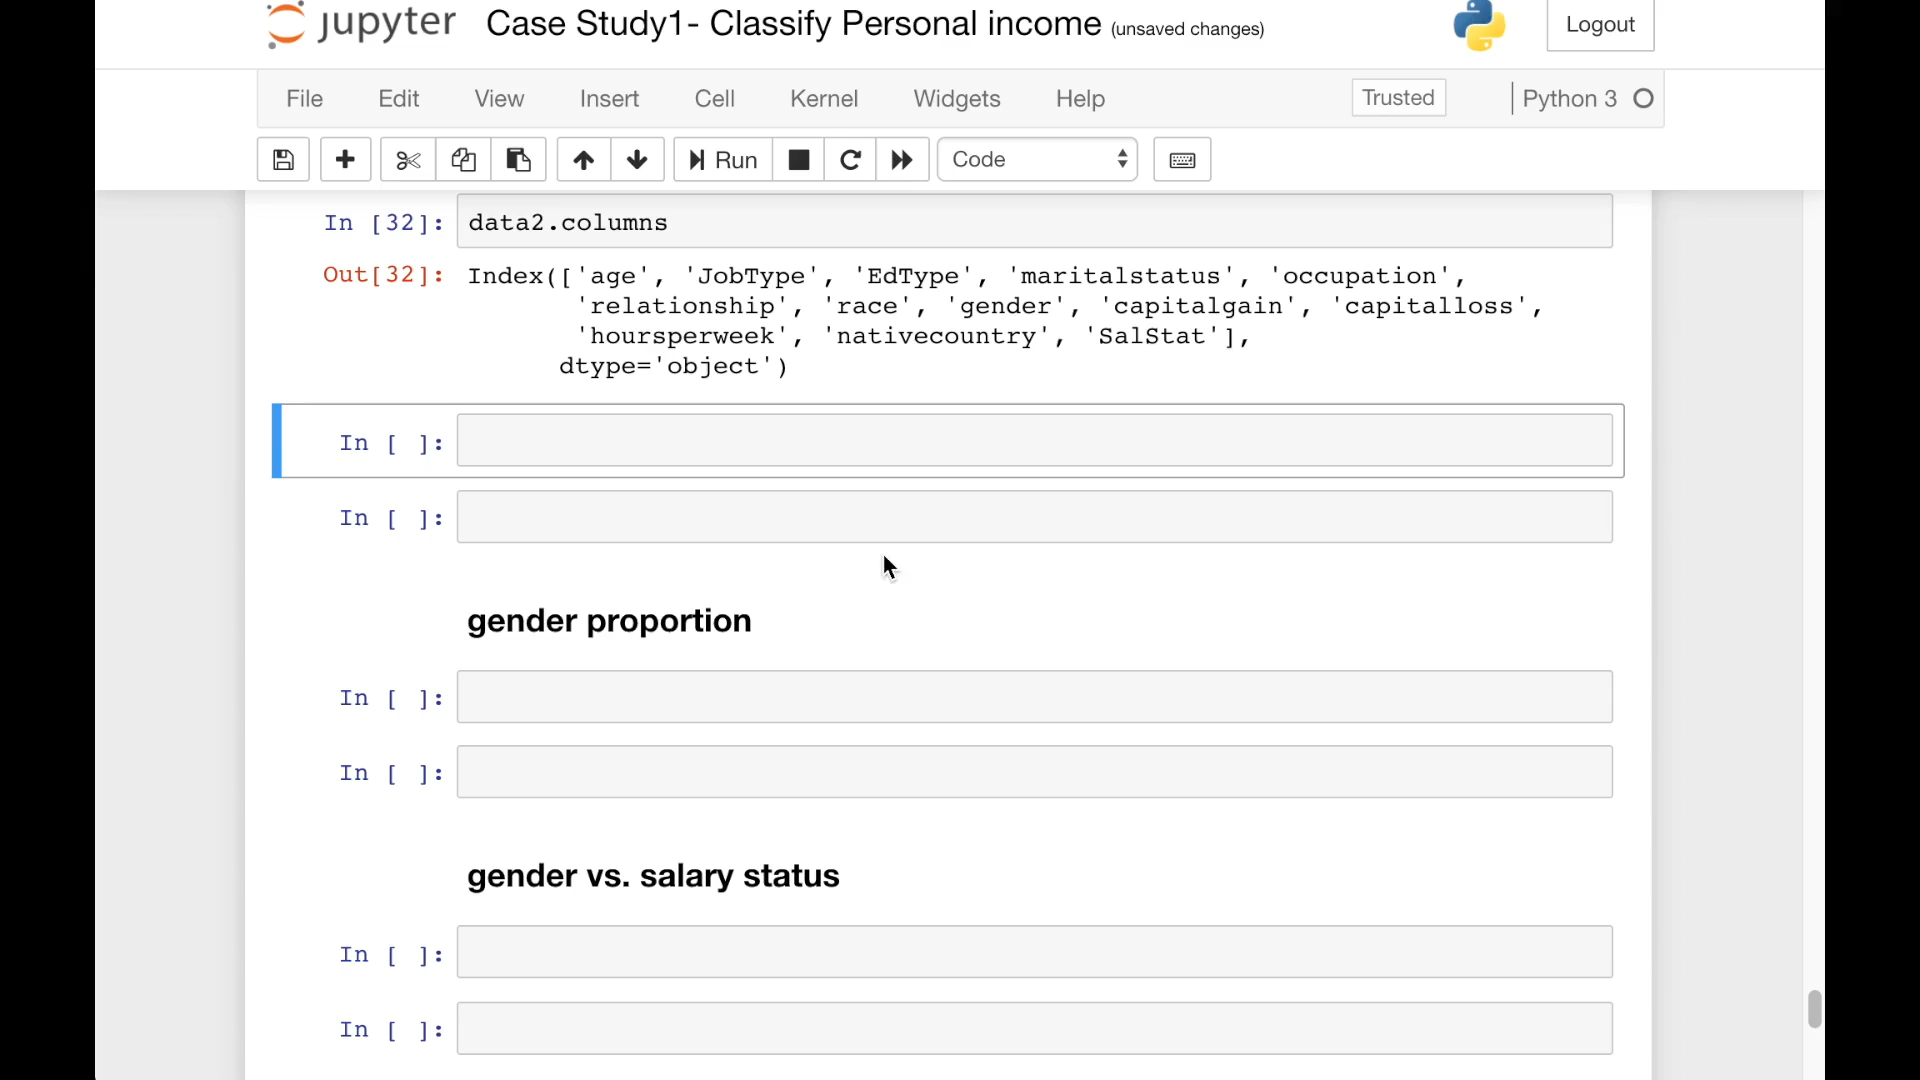 jupyter Case Study1- Classify Personal income (unsaved changes) Logout
File Edit View Insert Cell Kernel Widgets Help Trusted Python 3
Run Code
In [32]: data2.columns
Out[32]: Index(['age', 'JobType', 'EdType', 'maritalstatus', 'occupation',
'relationship', 'race', 'gender', 'capitalgain', 'capitalloss',
'hoursperweek', 'nativecountry', 'SalStat'],
dtype='object')
In [ ]:
In [ ]:
gender proportion
In [ ]:
In [ ]:
gender vs. salary status
In [ ]:
In [ ]: